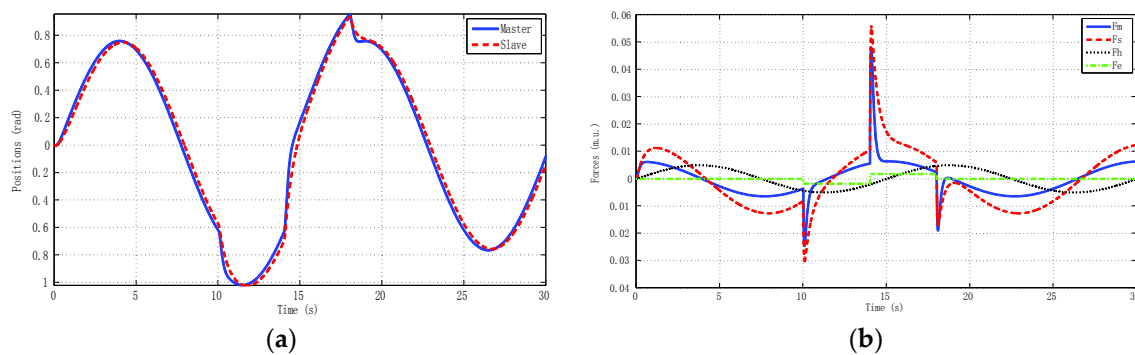 Master
Slave
0.8
0.6
0.4
0.2
0
0.2
0.4
0.6
0.8
1
0 5 10 15 20 25 30
Positions (rad)
Time (s)
(a)
Fm
Fs
Fh
Fe
0.06
0.05
0.04
0.03
0.02
0.01
0
0.01
0.02
0.03
0.04
0 5 10 15 20 25 30
Forces (m.u.)
Time (s)
(b)